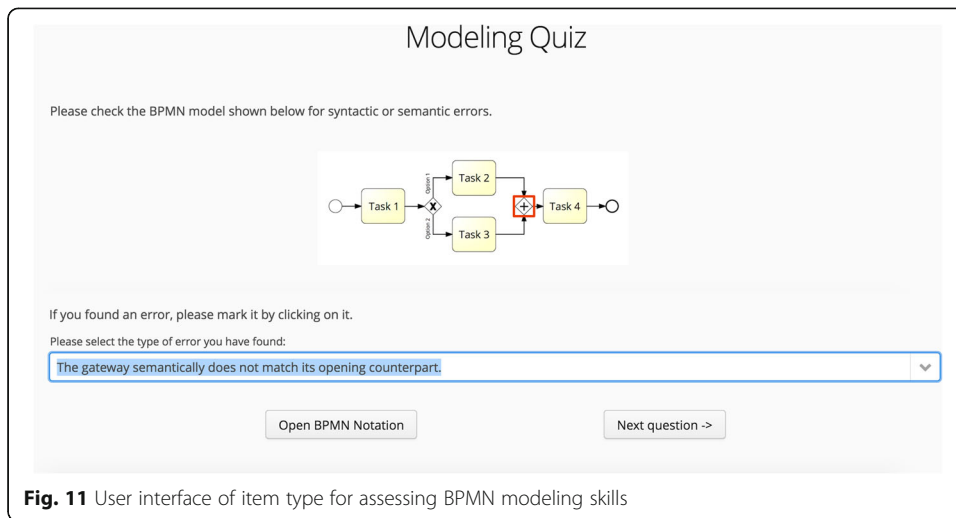 Modeling Quiz
Please check the BPMN model shown below for syntactic or semantic errors.
Option 1
Task 2
Task 1
X
+
Task 4
Option 2
Task 3
If you found an error, please mark it by clicking on it.
Please select the type of error you have found:
The gateway semantically does not match its opening counterpart.
Open BPMN Notation
Next question ->
Fig. 11 User interface of item type for assessing BPMN modeling skills